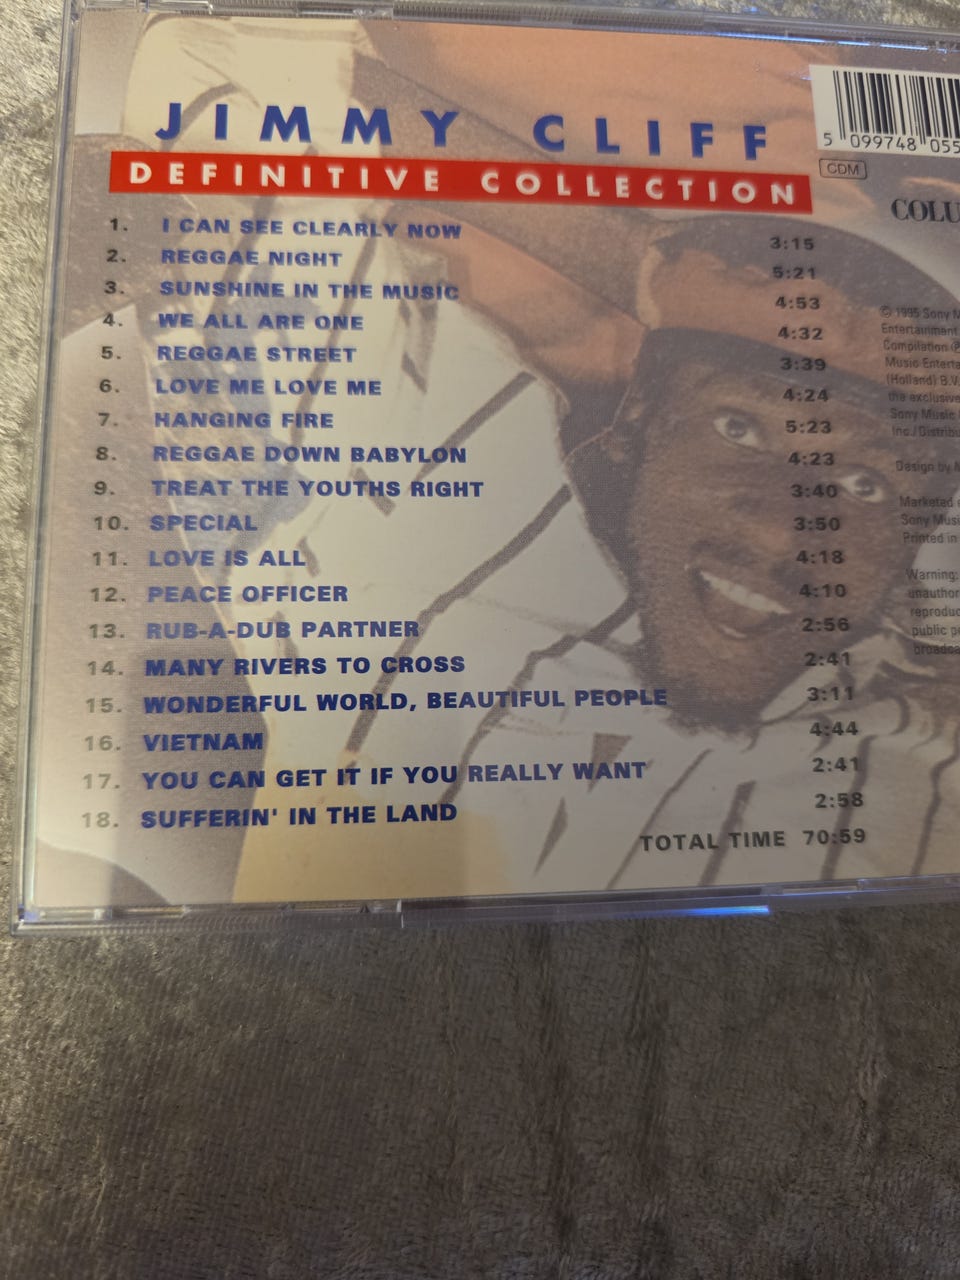 JIMMY CLIFF
DEFINITIVE COLLECTION
1. I CAN SEE CLEARLY NOW 3:15
2. REGGAE NIGHT 5:21
3. SUNSHINE IN THE MUSIC 4:53
4. WE ALL ARE ONE 4:32
5. REGGAE STREET 3:39
6. LOVE ME LOVE ME 4:24
7. HANGING FIRE 5:23
8. REGGAE DOWN BABYLON 4:23
9. TREAT THE YOUTHS RIGHT 3:40
10. SPECIAL 3:50
11. LOVE IS ALL 4:18
12. PEACE OFFICER 4:10
13. RUB-A-DUB PARTNER 2:56
14. MANY RIVERS TO CROSS 2:41
15. WONDERFUL WORLD, BEAUTIFUL PEOPLE 3:11
16. VIETNAM 4:44
17. YOU CAN GET IT IF YOU REALLY WANT 2:41
18. SUFFERIN' IN THE LAND 2:58
TOTAL TIME 70:59
5 099748 055
CDM
COLU
© 1995 Sony M
Entertainment
Compilation ℗
Music Enterta
(Holland) B.V.
the exclusive
Sony Music
Inc./Distribu
Design by M
Marketed
Sony Musi
Printed in
Warning:
unauthor
reproduc
public pe
broadca